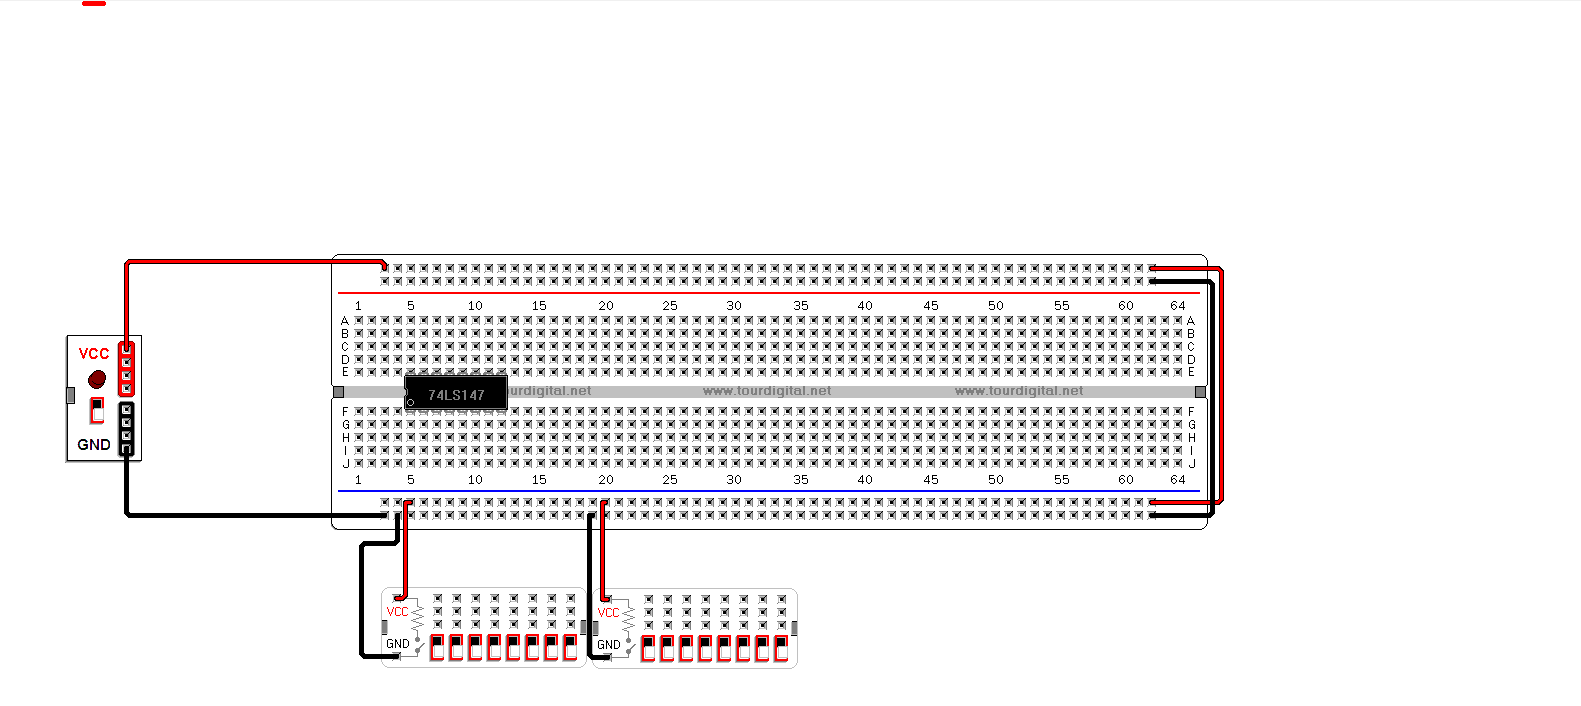 1 5 10 15 20 25 30 35 40 45 50 55 60 64
A A
B B
C C
D D
E E
VCC
GND
74LS147
urdigital.net www.tourdigital.net www.tourdigital.net
F F
G G
H H
I I
J J
1 5 10 15 20 25 30 35 40 45 50 55 60 64
VCC VCC
GND GND